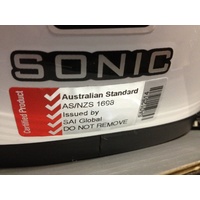 SONIC
Certified Product
Australian Standard
AS/NZS 1698
Issued by
SAI Global
DO NOT REMOVE